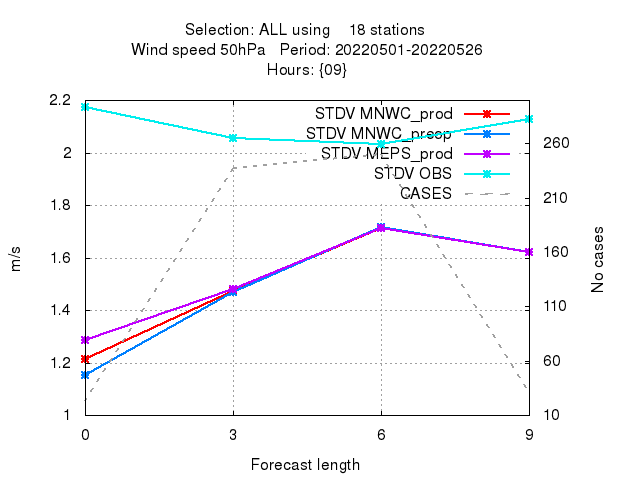 Selection: ALL using    18 stations
Wind speed 50hPa   Period: 20220501-20220526
Hours: {09}
2.2
2
1.8
1.6
1.4
1.2
1
m/s
STDV MNWC_prod
STDV MNWC_preop
STDV MEPS_prod
STDV OBS
CASES
260
210
160
110
60
10
No cases
0 3 6 9
Forecast length